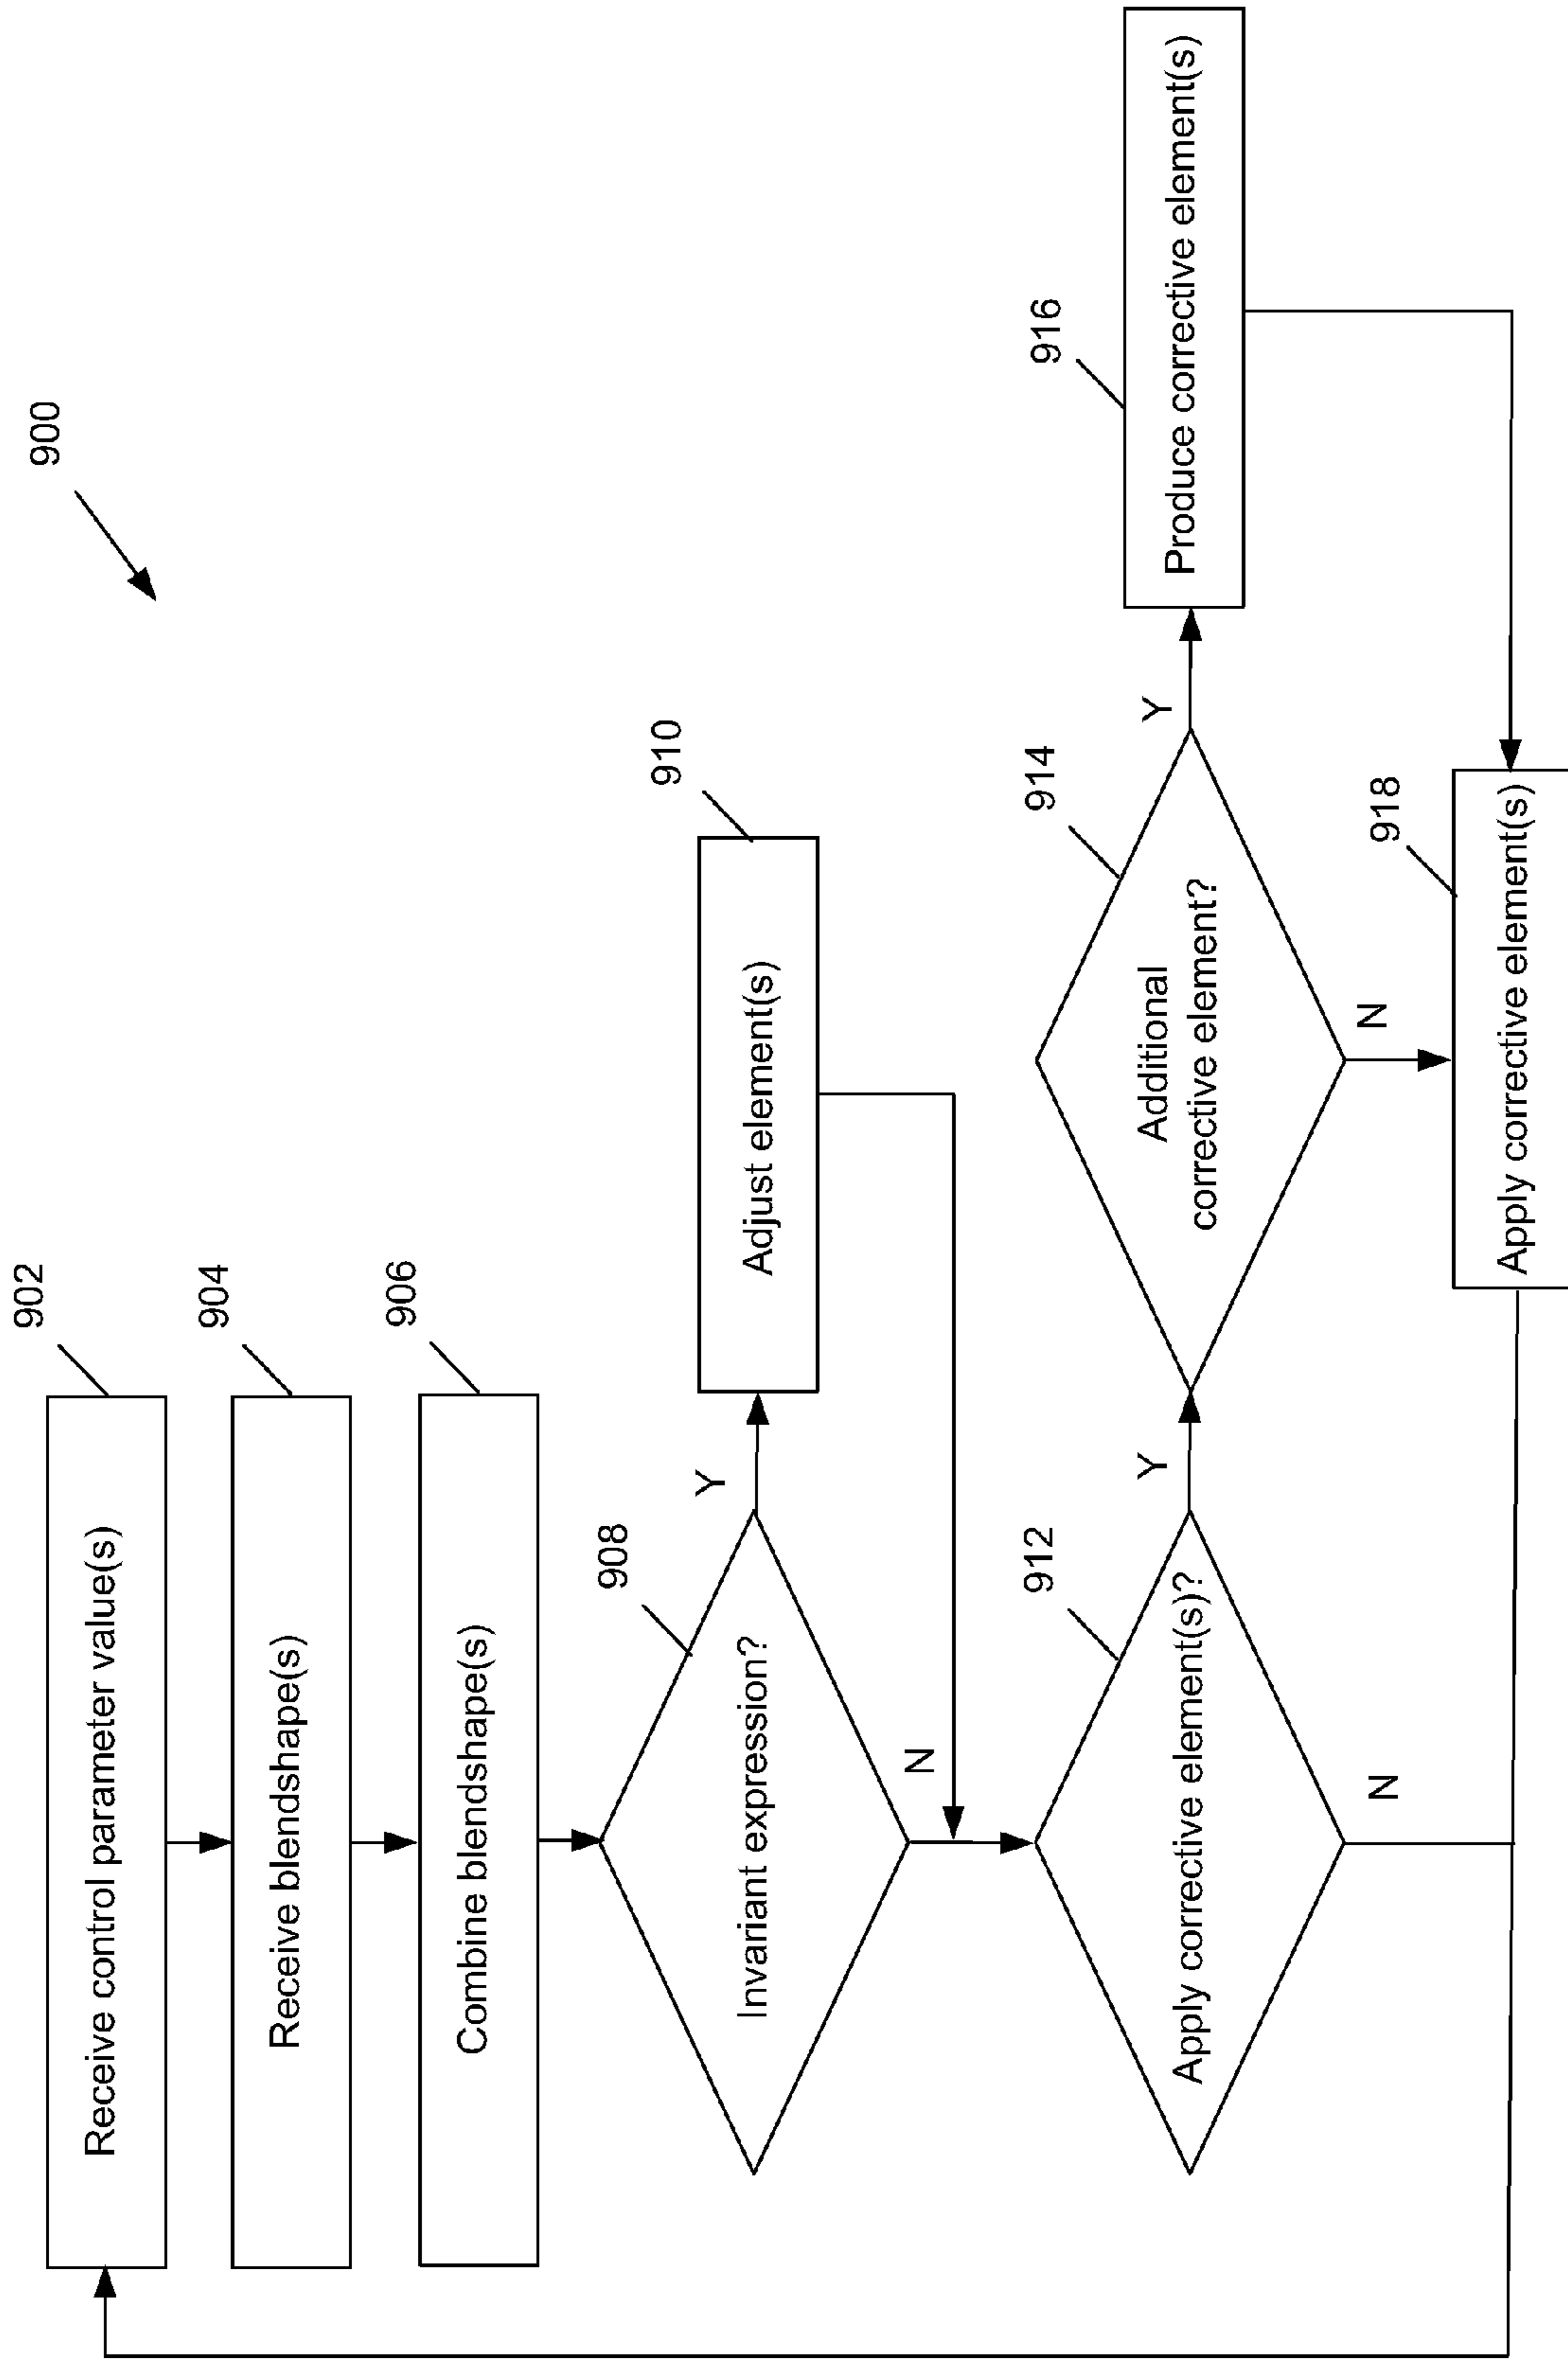 900
902
Receive control parameter value(s)
904
Receive blendshape(s)
906
Combine blendshape(s)
908
Invariant expression?
Y
N
910
Adjust element(s)
912
Apply corrective element(s)?
Y
N
914
Additional
corrective element?
Y
N
916
Produce corrective element(s)
918
Apply corrective element(s)